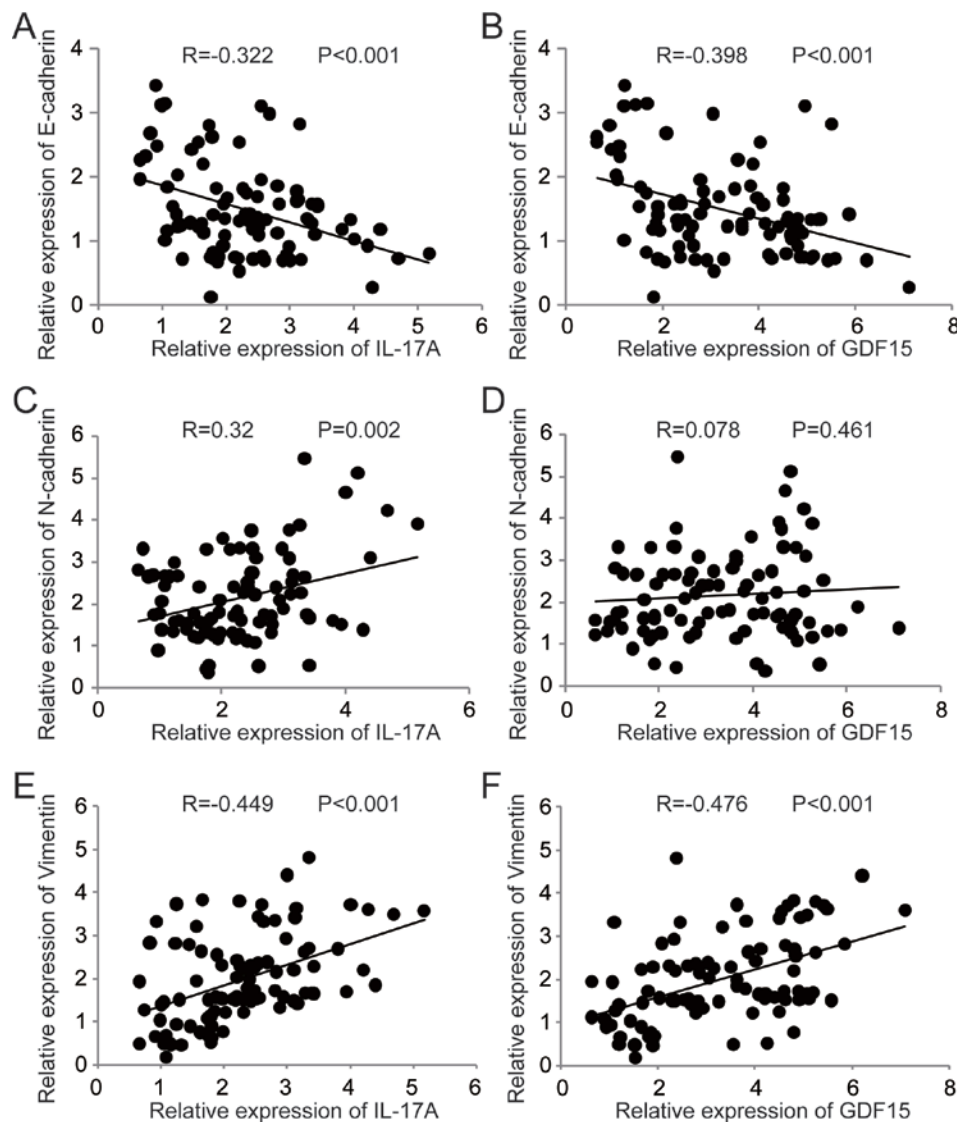 A
R=-0.322 P<0.001
Relative expression of E-cadherin
4
3
2
1
0
0 1 2 3 4 5 6
Relative expression of IL-17A
B
R=-0.398 P<0.001
Relative expression of E-cadherin
4
3
2
1
0
0 2 4 6 8
Relative expression of GDF15
C
R=0.32 P=0.002
Relative expression of N-cadherin
6
5
4
3
2
1
0
0 2 4 6
Relative expression of IL-17A
D
R=0.078 P=0.461
Relative expression of N-cadherin
6
5
4
3
2
1
0
0 2 4 6 8
Relative expression of GDF15
E
R=-0.449 P<0.001
Relative expression of Vimentin
6
5
4
3
2
1
0
0 1 2 3 4 5 6
Relative expression of IL-17A
F
R=-0.476 P<0.001
Relative expression of Vimentin
6
5
4
3
2
1
0
0 2 4 6 8
Relative expression of GDF15